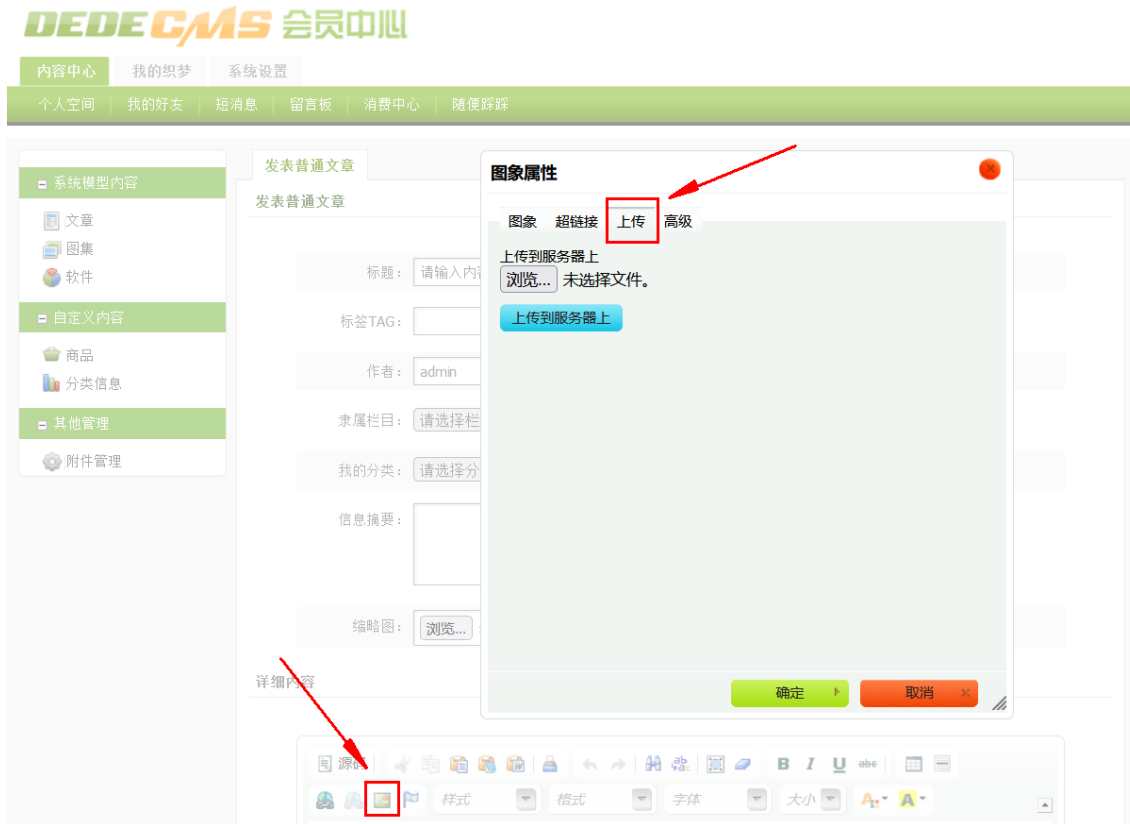 DEDECMS 会员中心
内容中心 我的织梦 系统设置
个人空间 我的好友 短消息 留言板 消费中心 随便踩踩
系统模型内容
文章
图集
软件
自定义内容
商品
分类信息
其他管理
附件管理
发表普通文章
发表普通文章
标题：
请输入内
标签TAG：
作者：
admin
隶属栏目：
请选择栏
我的分类：
请选择分
信息摘要：
缩略图：
浏览...
详细内容
图象属性
图象 超链接 上传 高级
上传到服务器上
浏览... 未选择文件。
上传到服务器上
确定 取消
源码 B I U abc
样式 格式 字体 大小 A A